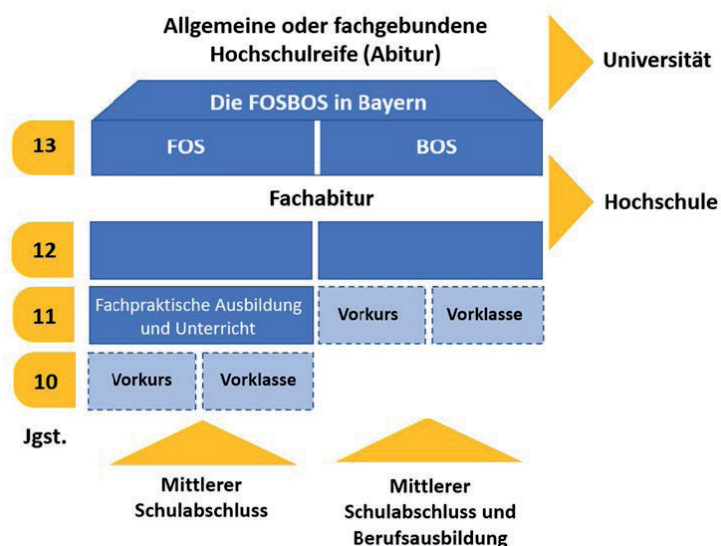 Allgemeine oder fachgebundene
Hochschulreife (Abitur)
Universität
Die FOSBOS in Bayern
13
FOS
BOS
Fachabitur
Hochschule
12
11
Fachpraktische Ausbildung
und Unterricht
Vorkurs
Vorklasse
10
Vorkurs
Vorklasse
Jgst.
Mittlerer
Schulabschluss
Mittlerer
Schulabschluss und
Berufsausbildung